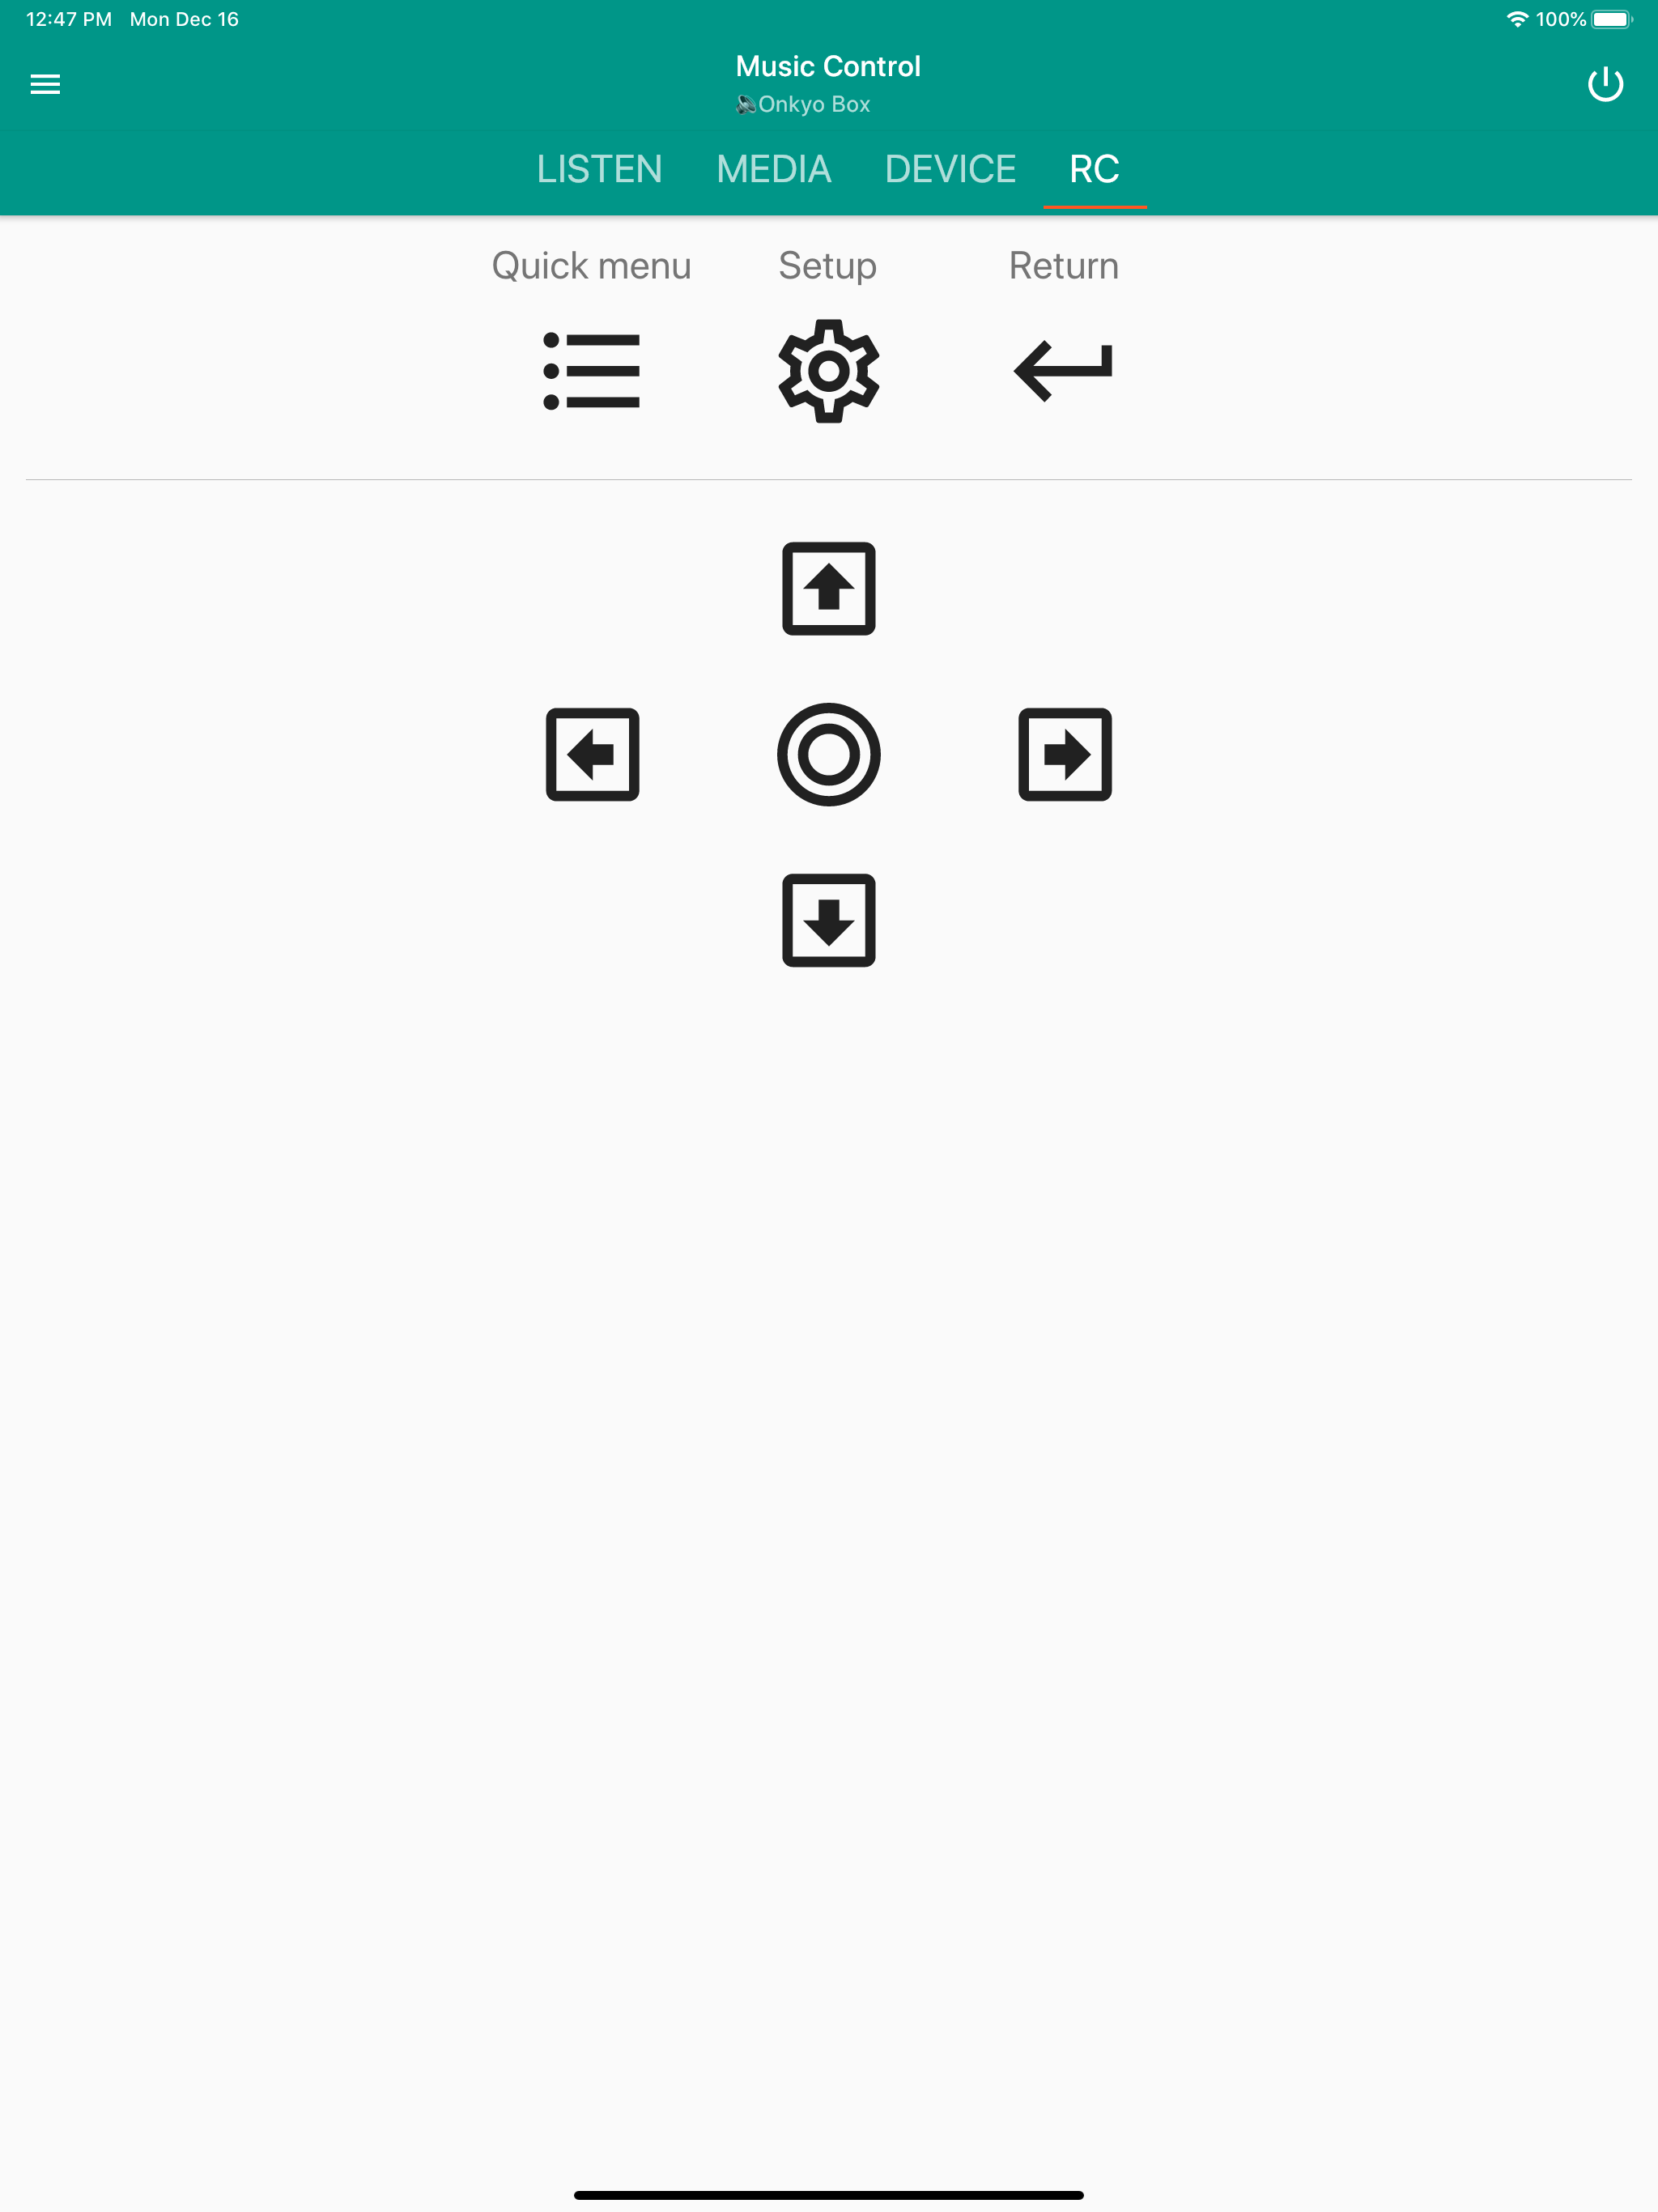 12:47 PM Mon Dec 16 100%
Music Control
Onkyo Box
LISTEN MEDIA DEVICE RC
Quick menu Setup Return